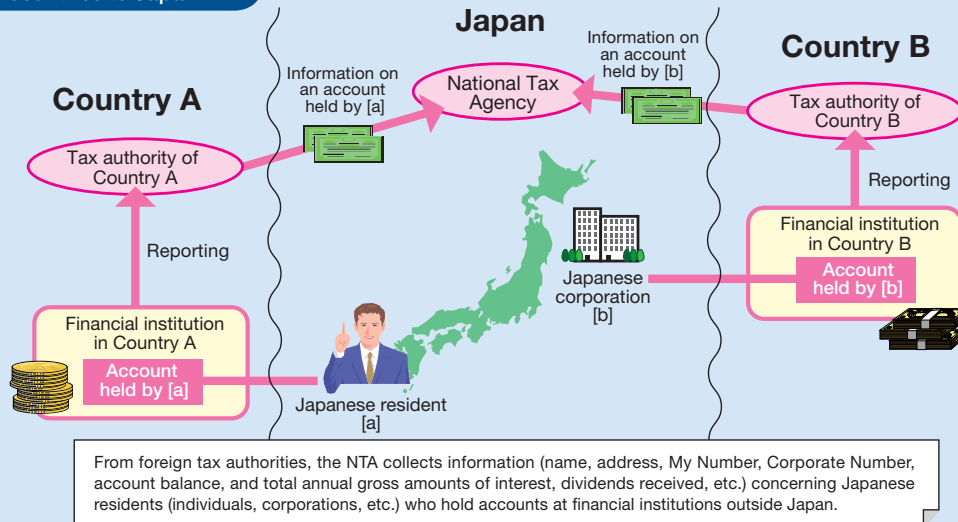 Japan
Country A
Country B
Information on
an account
held by [a]
Information on
an account
held by [b]
National Tax
Agency
Tax authority of
Country A
Tax authority of
Country B
Reporting
Reporting
Financial institution
in Country A
Account
held by [a]
Financial institution
in Country B
Account
held by [b]
Japanese resident
[a]
Japanese
corporation
[b]
From foreign tax authorities, the NTA collects information (name, address, My Number, Corporate Number,
account balance, and total annual gross amounts of interest, dividends received, etc.) concerning Japanese
residents (individuals, corporations, etc.) who hold accounts at financial institutions outside Japan.